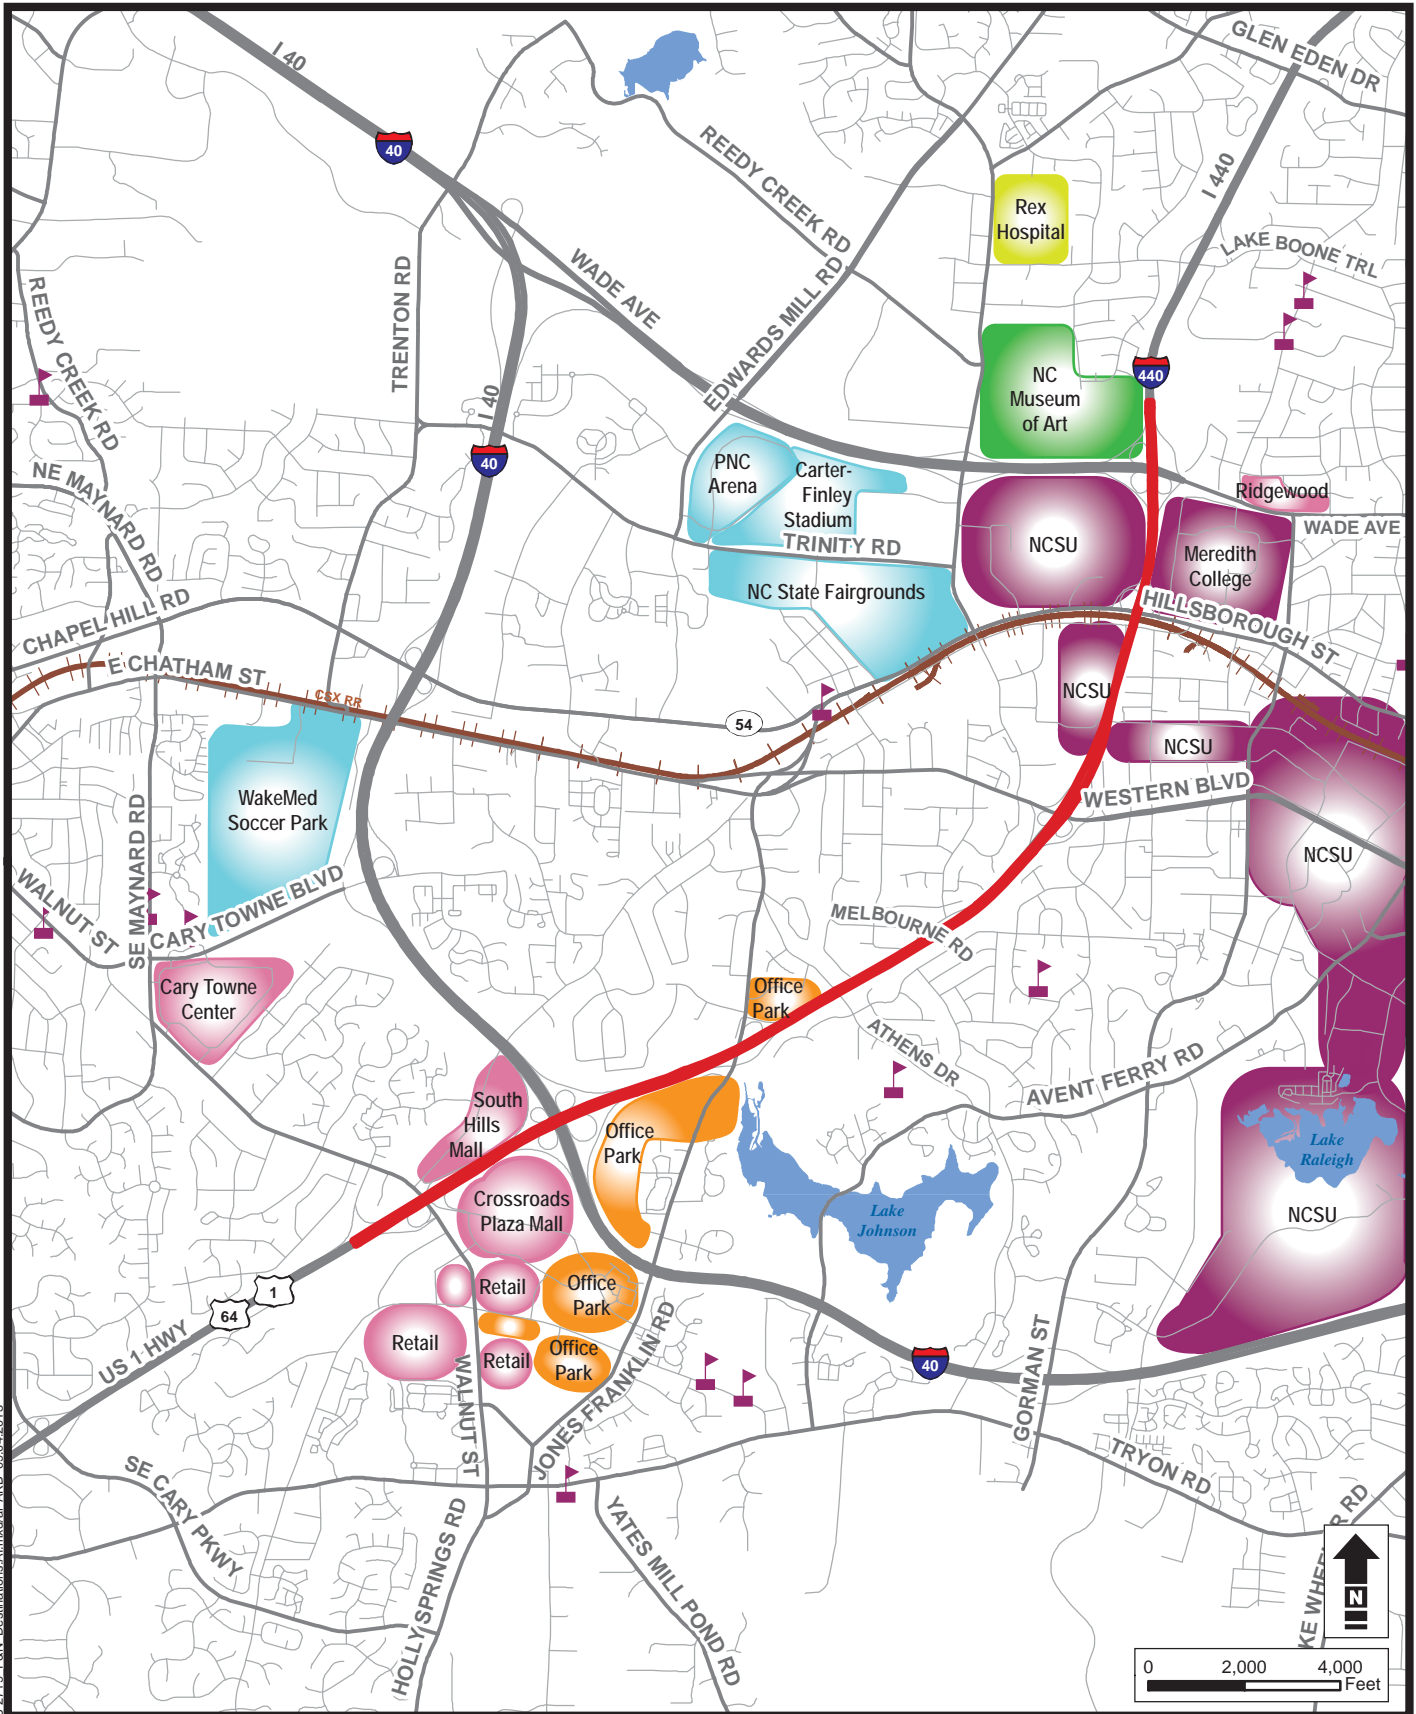 I 40
GLEN EDEN DR
40
REEDY CREEK RD
I 440
Rex
Hospital
LAKE BOONE TRL
WADE AVE
TRENTON RD
EDWARDS MILL RD
REEDY CREEK RD
NC
Museum
of Art
440
I 40
40
PNC
Arena
Carter-
Finley
Stadium
Ridgewood
WADE AVE
NE MAYNARD RD
TRINITY RD
NCSU
Meredith
College
NC State Fairgrounds
HILLSBOROUGH ST
CHAPEL HILL RD
E CHATHAM ST
CSX RR
NCSU
54
NCSU
WESTERN BLVD
WakeMed
Soccer Park
SE MAYNARD RD
NCSU
WALNUT ST
CARY TOWNE BLVD
MELBOURNE RD
Cary Towne
Center
Office
Park
ATHENS DR
AVENT FERRY RD
South
Hills
Mall
Office
Park
Lake
Raleigh
Crossroads
Plaza Mall
Lake
Johnson
NCSU
1
64
Retail
Office
Park
US 1 HWY
Retail
Retail
Office
Park
WALNUT ST
JONES FRANKLIN RD
40
GORMAN ST
SE CARY PKWY
TRYON RD
HOLLY SPRINGS RD
YATES MILL POND RD
N
0 2,000 4,000
Feet